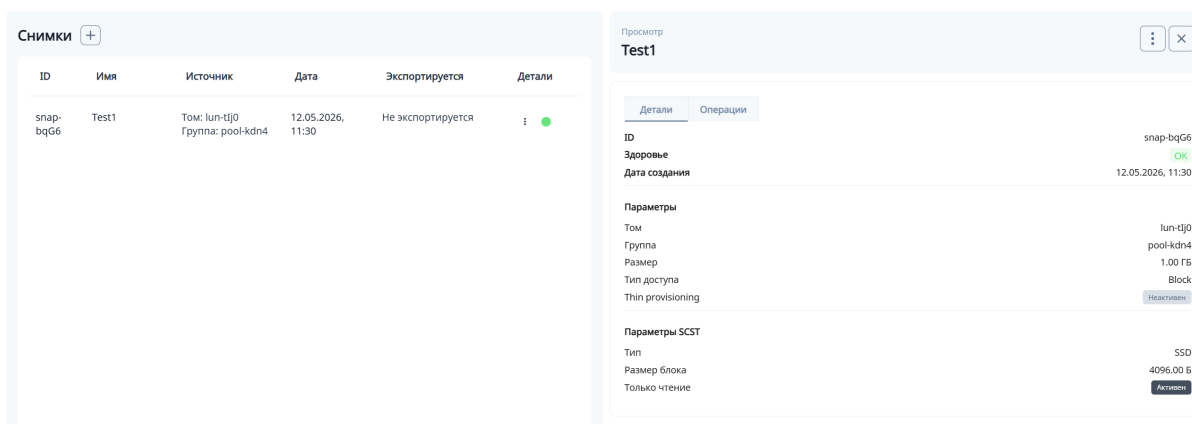 Снимки
ID Имя Источник Дата Экспортируется Детали
snap-bqG6 Test1 Том: lun-tIj0 Группа: pool-kdn4 12.05.2026, 11:30 Не экспортируется
Просмотр
Test1
Детали Операции
ID snap-bqG6
Здоровье OK
Дата создания 12.05.2026, 11:30
Параметры
Том lun-tIj0
Группа pool-kdn4
Размер 1.00 ГБ
Тип доступа Block
Thin provisioning Неактивен
Параметры SCST
Тип SSD
Размер блока 4096.00 Б
Только чтение Активен